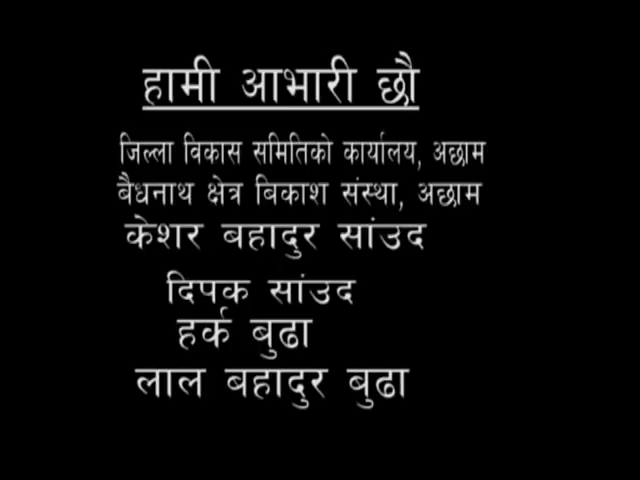 हामी आभारी छौ
जिल्ला विकास समितिको कार्यालय, अछाम
बैधनाथ क्षेत्र बिकाश संस्था, अछाम
केशर बहादुर सांउद
दिपक सांउद
हर्क बुढा
लाल बहादुर बुढा